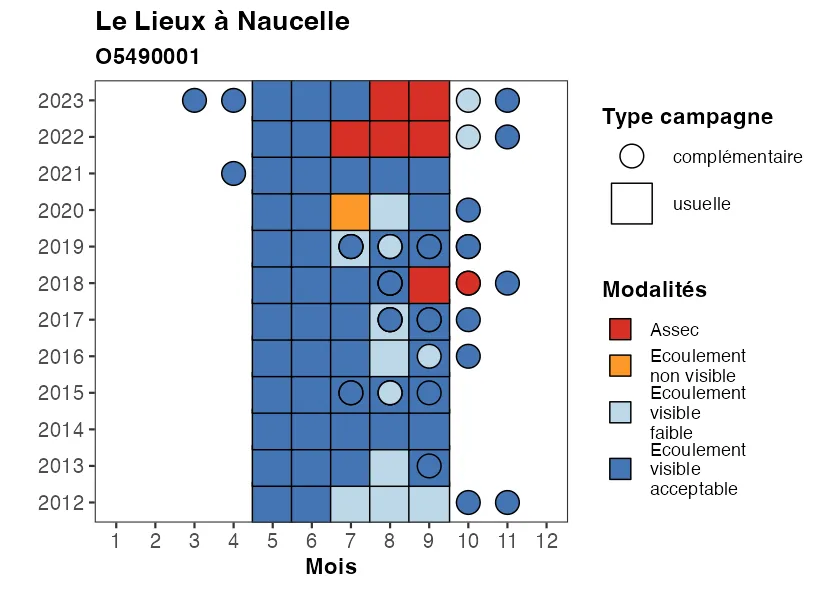 Le Lieux à Naucelle
O5490001
2023
2022
2021
2020
2019
2018
2017
2016
2015
2014
2013
2012
1 2 3 4 5 6 7 8 9 10 11 12
Mois
Type campagne
complémentaire
usuelle
Modalités
Assec
Ecoulement
non visible
Ecoulement
visible
faible
Ecoulement
visible
acceptable